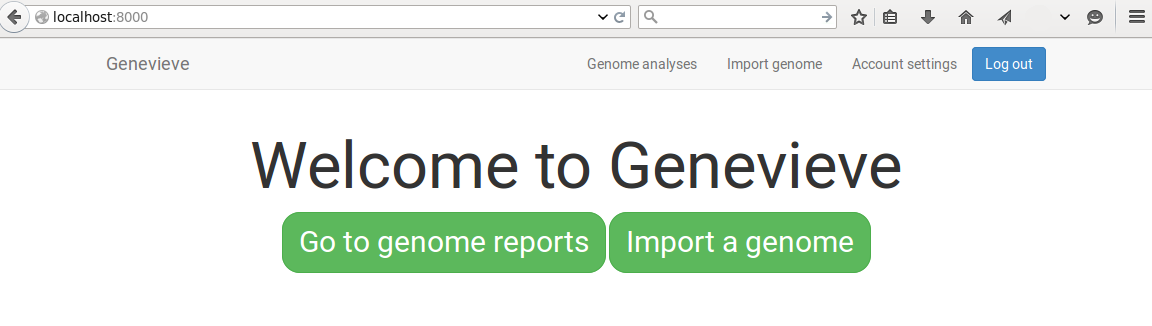 localhost:8000
Genevieve Genome analyses Import genome Account settings Log out
Welcome to Genevieve
Go to genome reports Import a genome